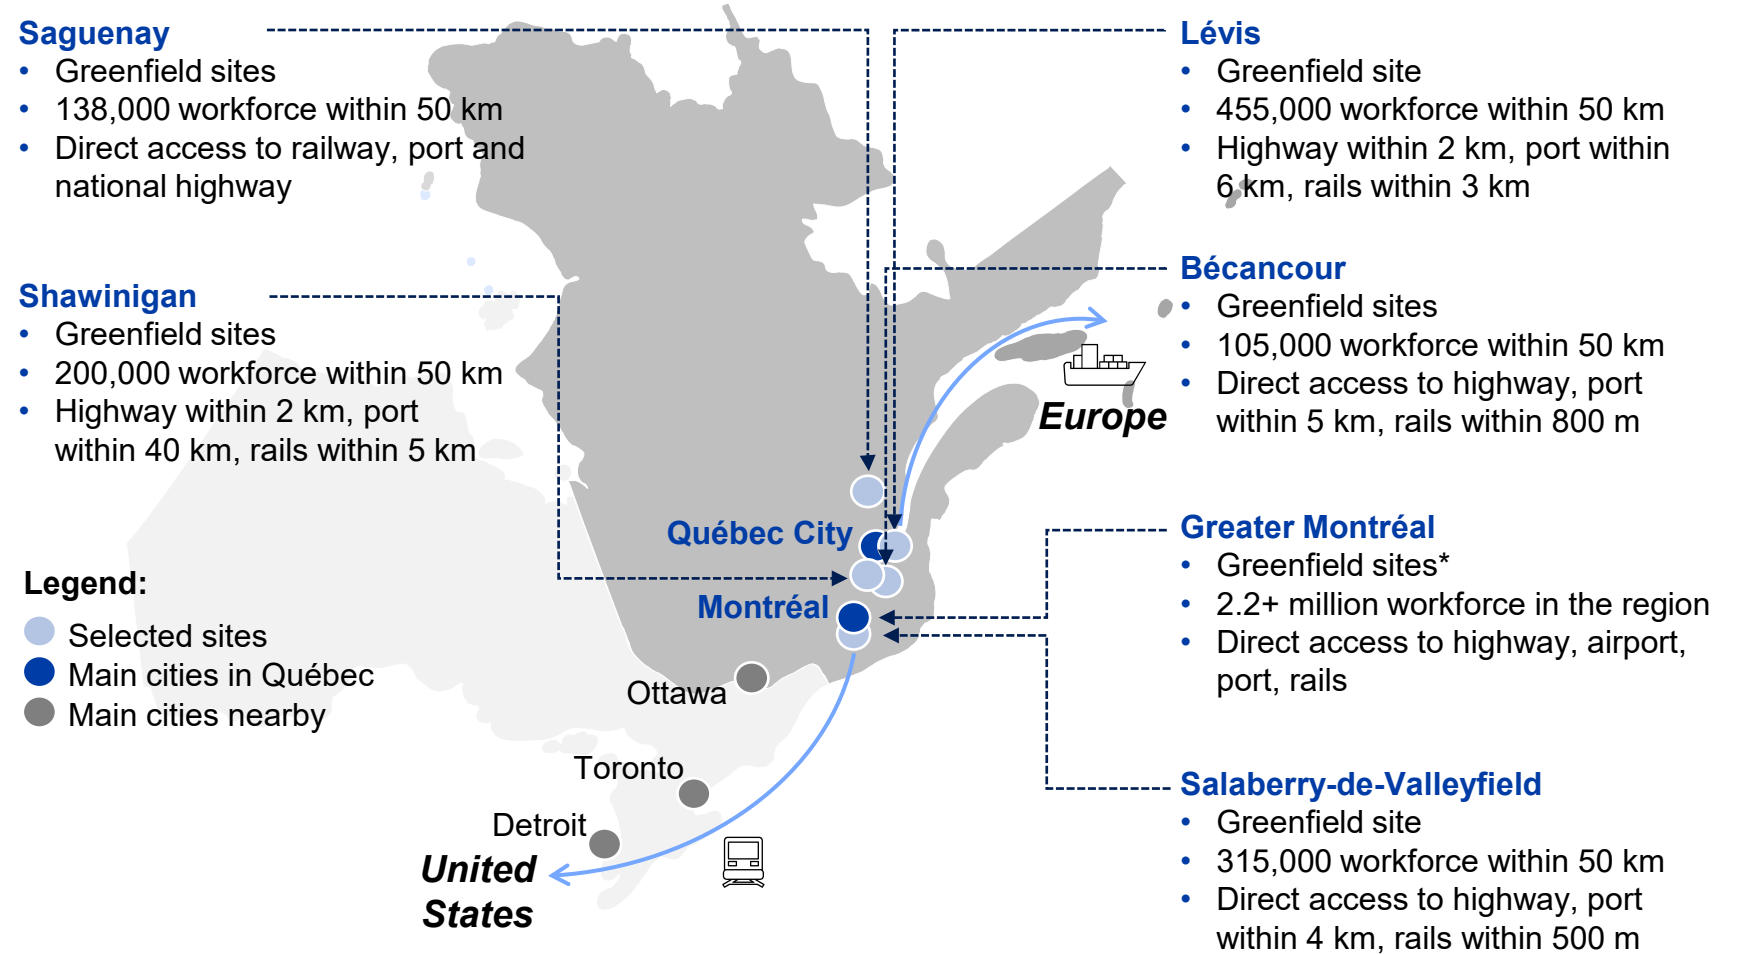 Saguenay
• Greenfield sites
• 138,000 workforce within 50 km
• Direct access to railway, port and
national highway
Shawinigan
• Greenfield sites
• 200,000 workforce within 50 km
• Highway within 2 km, port
within 40 km, rails within 5 km
Legend:
Selected sites
Main cities in Québec
Main cities nearby
Québec City
Montréal
Ottawa
Toronto
Detroit
United
States
Europe
Lévis
• Greenfield site
• 455,000 workforce within 50 km
• Highway within 2 km, port within
6 km, rails within 3 km
Bécancour
• Greenfield sites
• 105,000 workforce within 50 km
• Direct access to highway, port
within 5 km, rails within 800 m
Greater Montréal
• Greenfield sites*
• 2.2+ million workforce in the region
• Direct access to highway, airport,
port, rails
Salaberry-de-Valleyfield
• Greenfield site
• 315,000 workforce within 50 km
• Direct access to highway, port
within 4 km, rails within 500 m